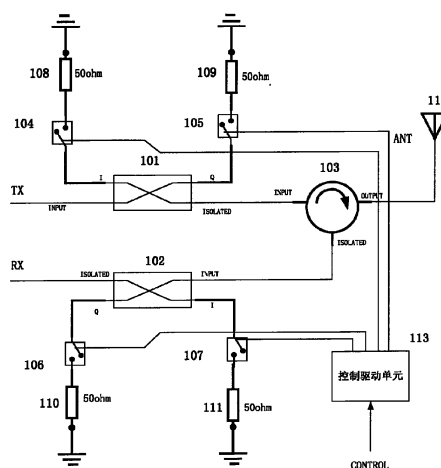 108
50ohm
109
50ohm
11
104
105
ANT
101
103
I
Q
TX
INPUT
ISOLATED
INPUT
OUTPUT
ISOLATED
RX
102
ISOLATED
INPUT
Q
I
113
106
107
控制驱动单元
110
50ohm
111
50ohm
CONTROL